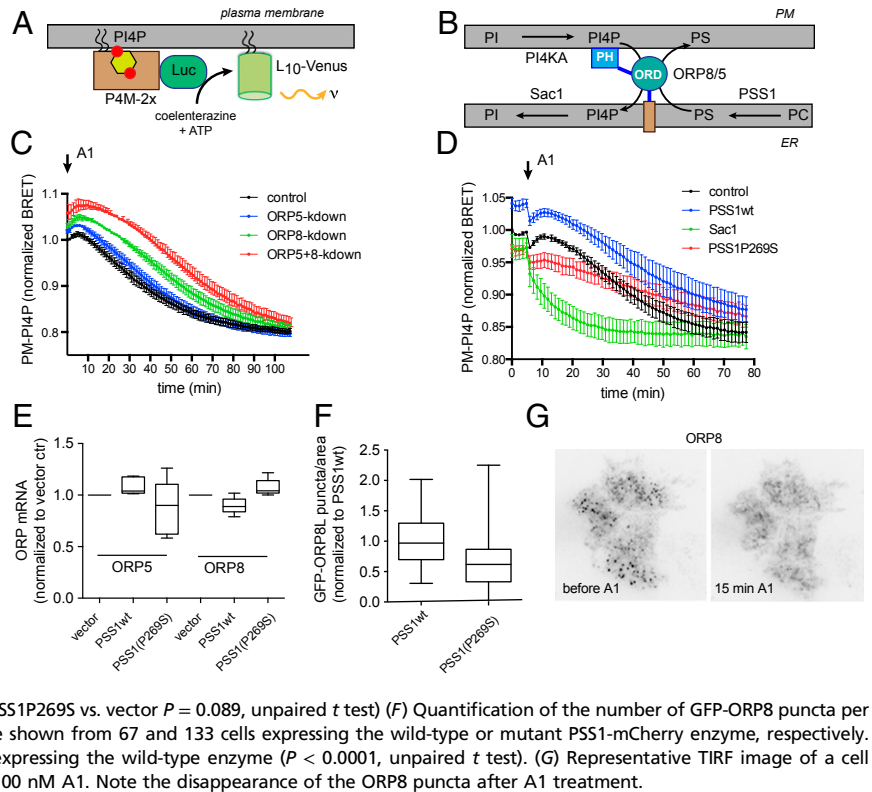 A
plasma membrane
PI4P
Luc
L10-Venus
ν
P4M-2x
coelenterazine
+ ATP
B
PM
PI
PI4P
PS
PI4KA
PH
ORD
ORP8/5
Sac1
PSS1
PI
PI4P
PS
PC
ER
C
A1
PM-PI4P (normalized BRET)
1.1
1.0
0.9
0.8
control
ORP5-kdown
ORP8-kdown
ORP5+8-kdown
10 20 30 40 50 60 70 80 90 100
time (min)
D
A1
PM-PI4P (normalized BRET)
1.05
1.00
0.95
0.90
0.85
0.80
control
PSS1wt
Sac1
PSS1P269S
0 10 20 30 40 50 60 70 80
time (min)
E
ORP mRNA
(normalized to vector ctr)
1.5
1.0
0.5
0.0
ORP5
ORP8
vector
PSS1wt
PSS1(P269S)
vector
PSS1wt
PSS1(P269S)
F
GFP-ORP8L puncta/area
(normalized to PSS1wt)
2.5
2.0
1.5
1.0
0.5
0.0
PSS1wt
PSS1(P269S)
G
ORP8
before A1
15 min A1
SS1P269S vs. vector P = 0.089, unpaired t test) (F) Quantification of the number of GFP-ORP8 puncta per
e shown from 67 and 133 cells expressing the wild-type or mutant PSS1-mCherry enzyme, respectively.
expressing the wild-type enzyme (P < 0.0001, unpaired t test). (G) Representative TIRF image of a cell
00 nM A1. Note the disappearance of the ORP8 puncta after A1 treatment.